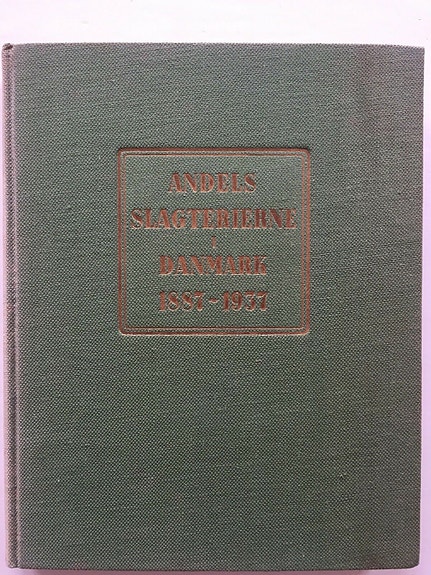 ANDELS
SLAGTERIERNE
I
DANMARK
1887-1937